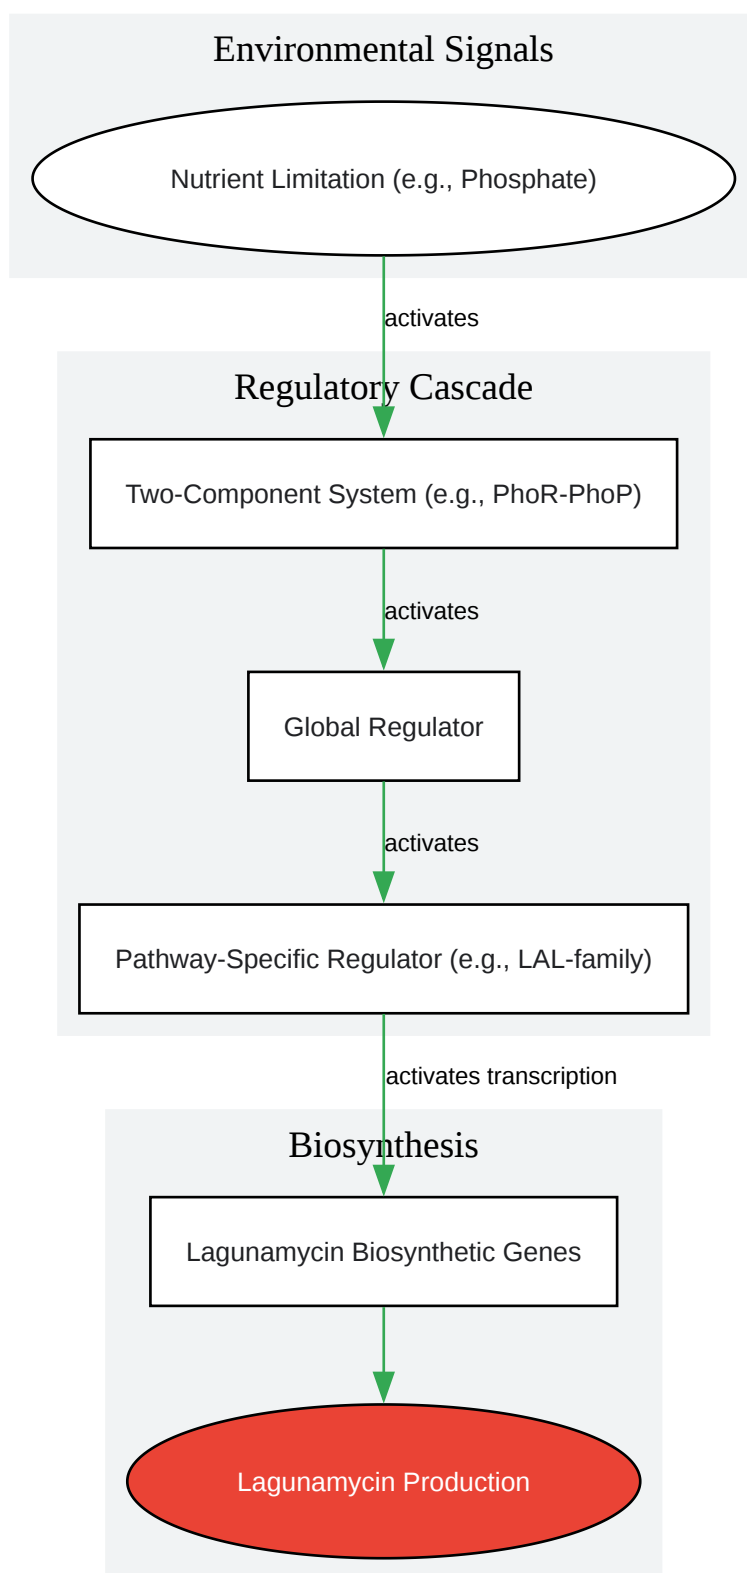 Environmental Signals
Nutrient Limitation (e.g., Phosphate)
activates
Regulatory Cascade
Two-Component System (e.g., PhoR-PhoP)
activates
Global Regulator
activates
Pathway-Specific Regulator (e.g., LAL-family)
activates transcription
Biosynthesis
Lagunamycin Biosynthetic Genes
Lagunamycin Production